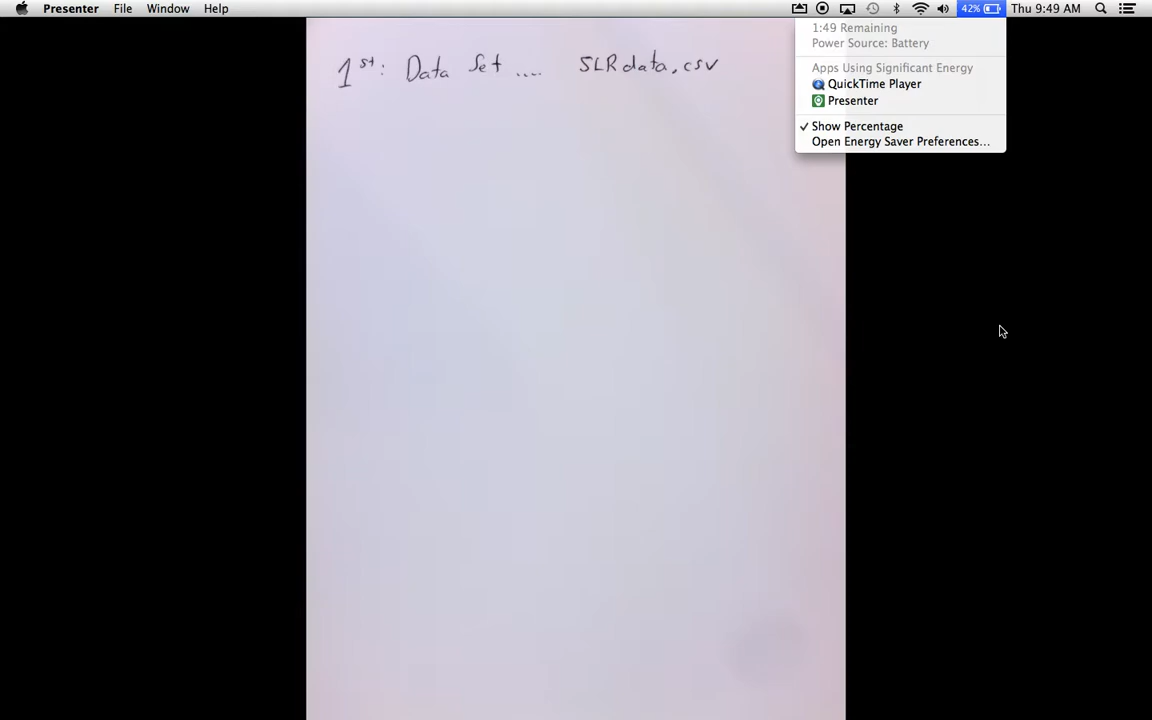 Presenter File Window Help 42% Thu 9:49 AM
1:49 Remaining
Power Source: Battery
Apps Using Significant Energy
QuickTime Player
Presenter
✓ Show Percentage
Open Energy Saver Preferences...
1st: Data Set .... SLRdata.csv